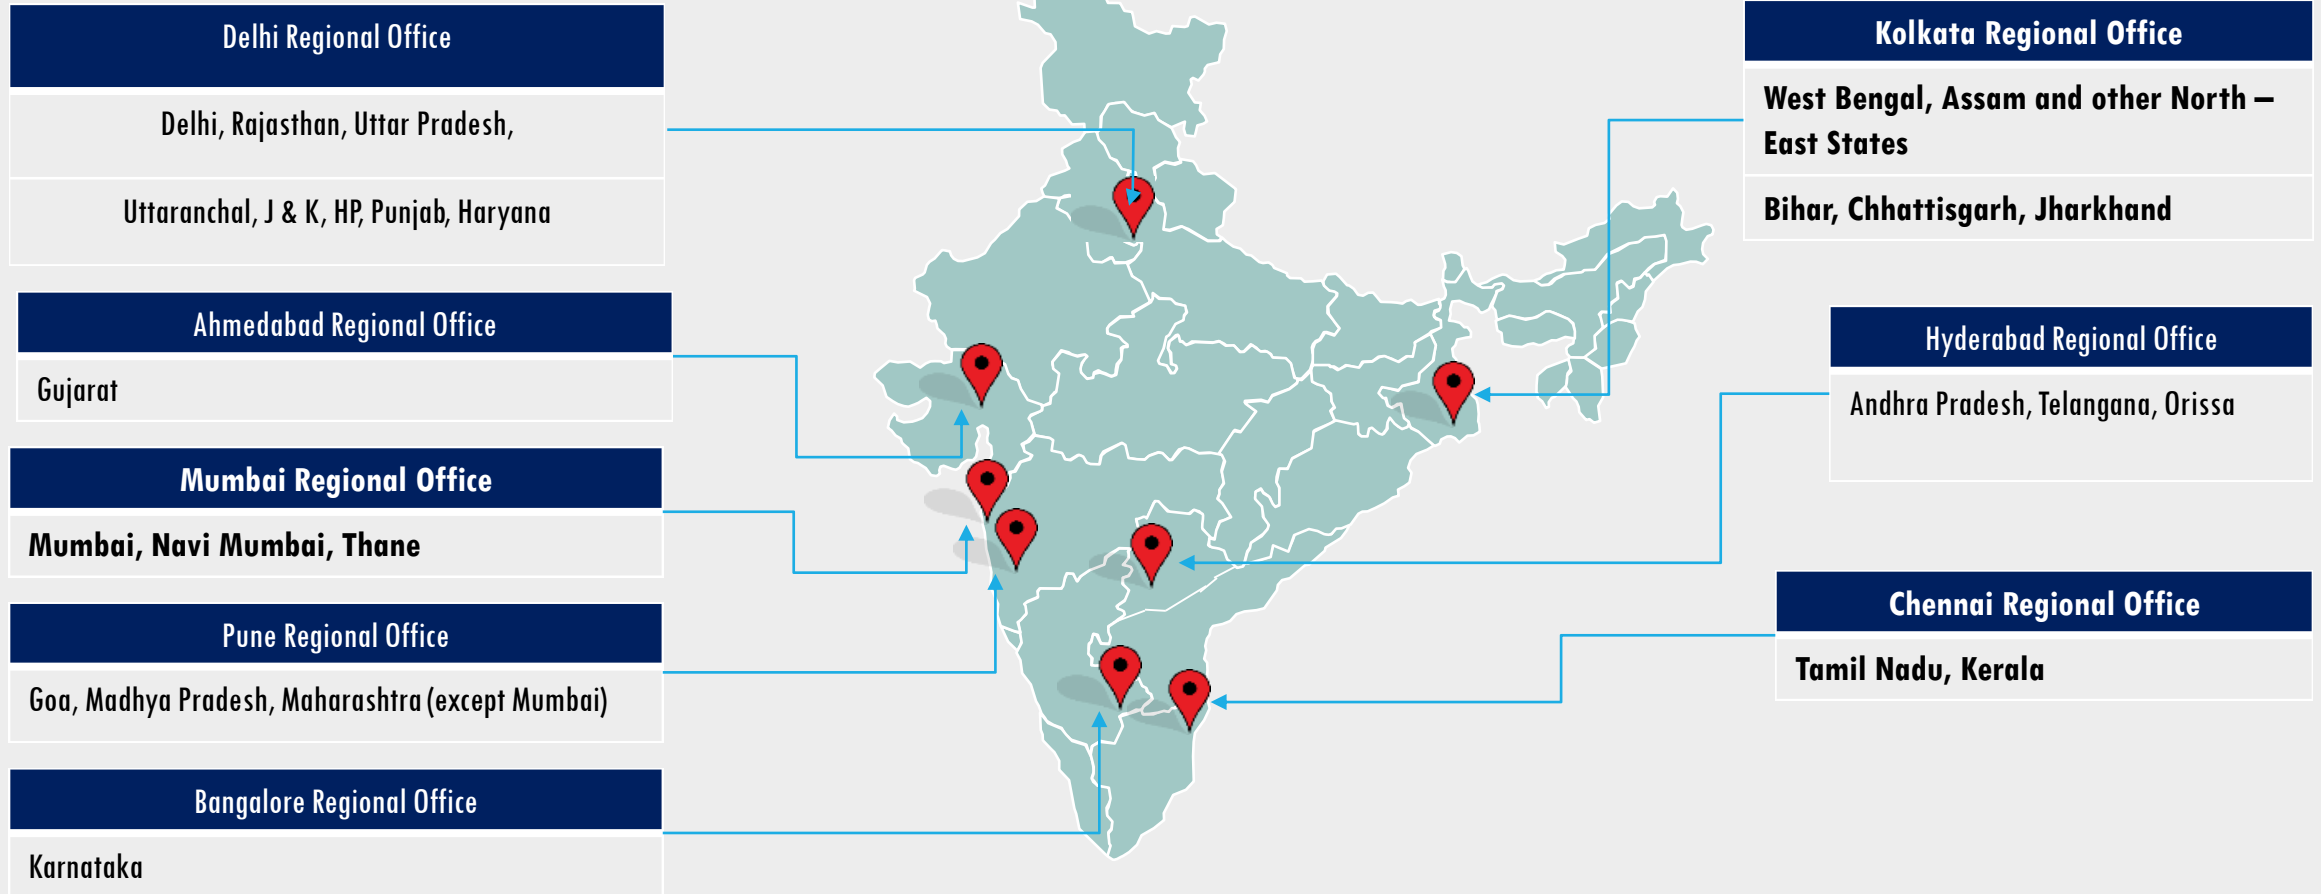 Delhi Regional Office
Delhi, Rajasthan, Uttar Pradesh,
Uttaranchal, J & K, HP, Punjab, Haryana
Ahmedabad Regional Office
Gujarat
Mumbai Regional Office
Mumbai, Navi Mumbai, Thane
Pune Regional Office
Goa, Madhya Pradesh, Maharashtra (except Mumbai)
Bangalore Regional Office
Karnataka
Kolkata Regional Office
West Bengal, Assam and other North –
East States
Bihar, Chhattisgarh, Jharkhand
Hyderabad Regional Office
Andhra Pradesh, Telangana, Orissa
Chennai Regional Office
Tamil Nadu, Kerala